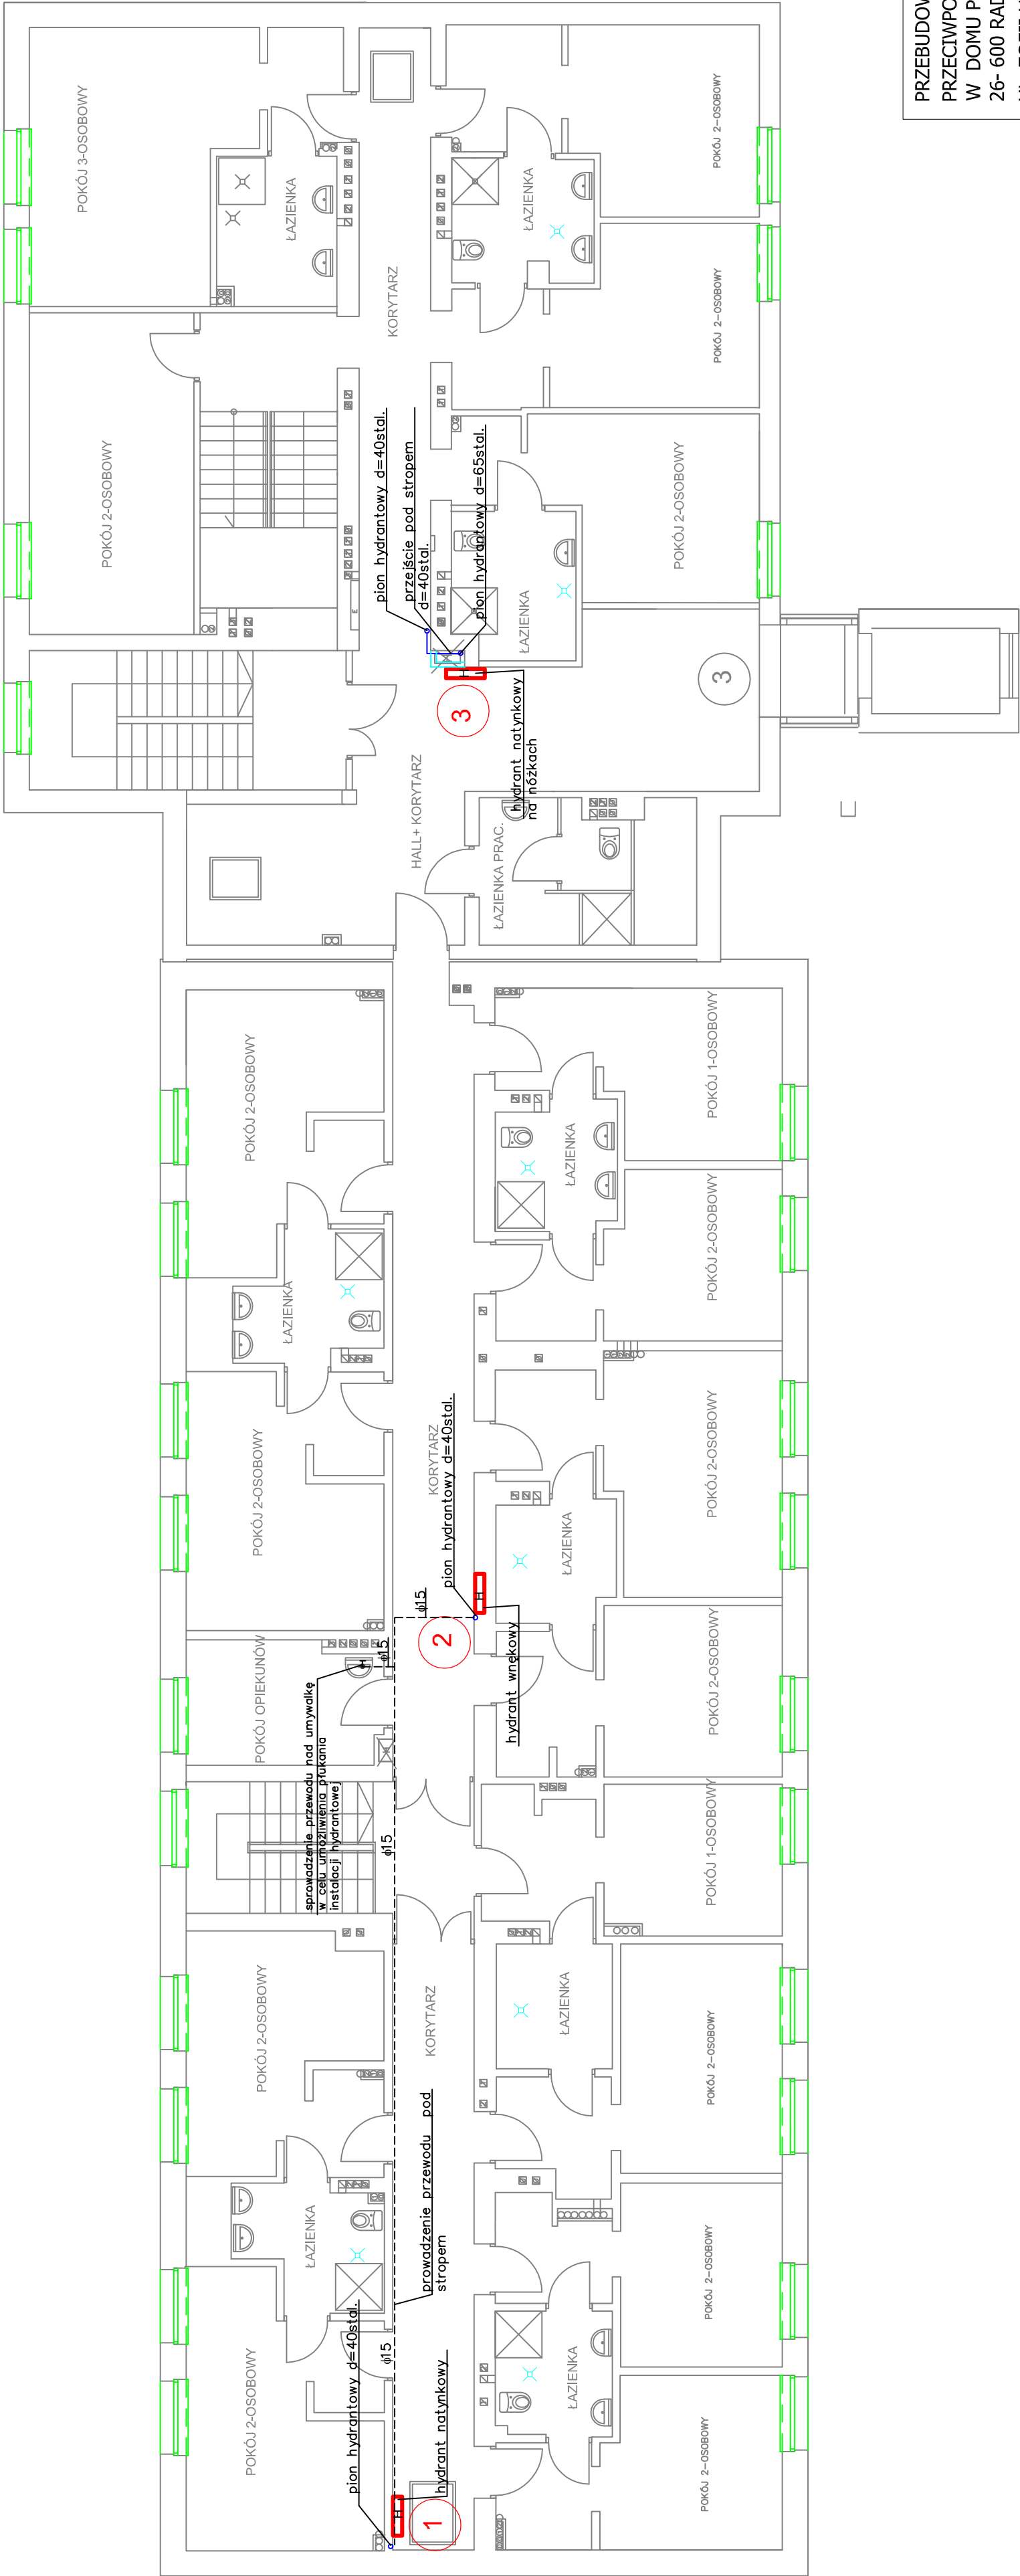 PRZEBUDOW
PRZECIWPO
W DOMU P
26- 600 RAD
POKÓJ 3-OSOBOWY
ŁAZIENKA
KORYTARZ
ŁAZIENKA
POKÓJ 2-OSOBOWY
POKÓJ 2-OSOBOWY
POKÓJ 2-OSOBOWY
pion hydrantowy d=40stal.
przejście pod stropem
d=40stal.
pion hydrantowy d=65stal.
E
ŁAZIENKA
POKÓJ 2-OSOBOWY
H
3
3
hydrant natynkowy
na nóżkach
HALL+ KORYTARZ
ŁAZIENKA PRAC.
POKÓJ 2-OSOBOWY
ŁAZIENKA
POKÓJ 1-OSOBOWY
ŁAZIENKA
POKÓJ 2-OSOBOWY
POKÓJ 2-OSOBOWY
KORYTARZ
pion hydrantowy d=40stal.
POKÓJ 2-OSOBOWY
ŁAZIENKA
H
ϕ15
ϕ15
H
2
POKÓJ OPIEKUNÓW
sprowadzenie przewodu nad umywalkę
w celu umożliwienia płukania
instalacji hydrantowej
hydrant wnękowy
POKÓJ 2-OSOBOWY
ϕ15
POKÓJ 1-OSOBOWY
POKÓJ 2-OSOBOWY
KORYTARZ
ŁAZIENKA
POKÓJ 2-OSOBOWY
ŁAZIENKA
prowadzenie przewodu pod
stropem
POKÓJ 2-OSOBOWY
pion hydrantowy d=40stal.
ϕ15
POKÓJ 2-OSOBOWY
hydrant natynkowy
ŁAZIENKA
H
1
POKÓJ 2-OSOBOWY